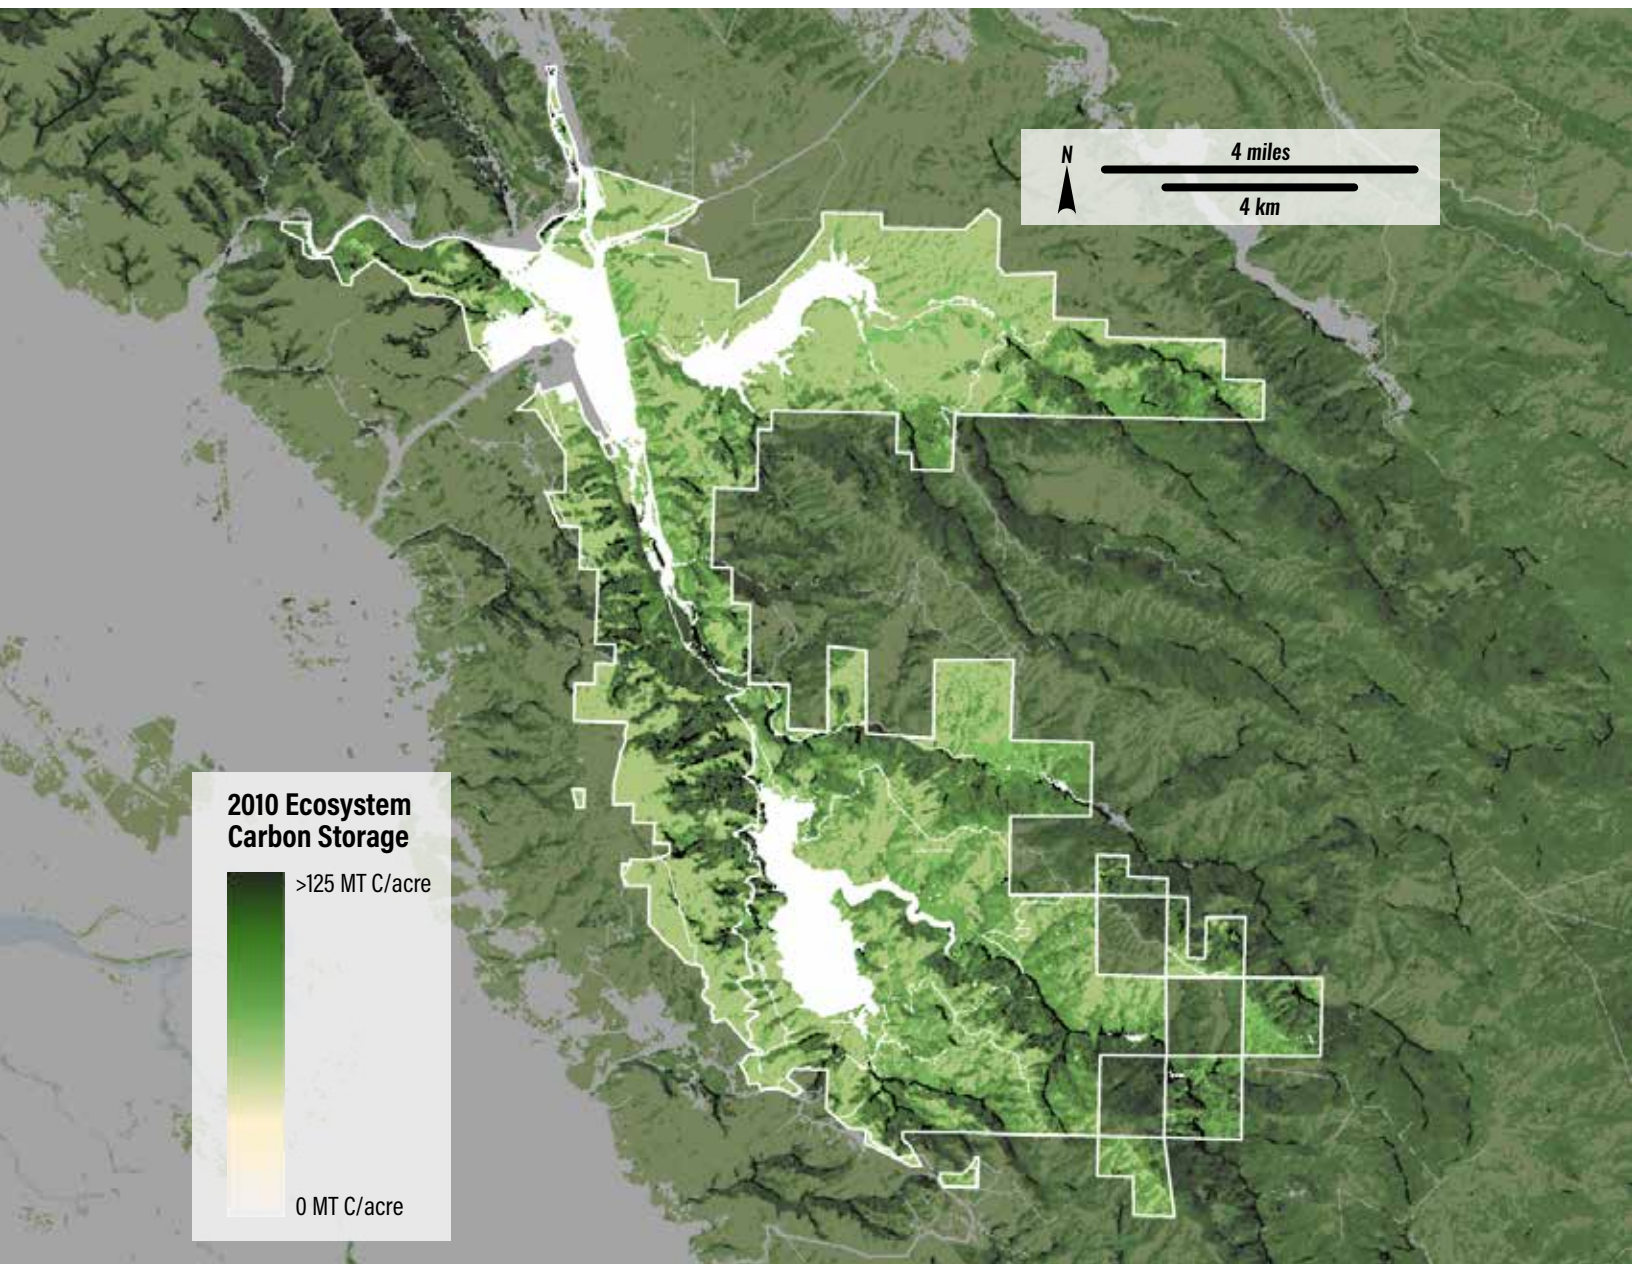 N
4 miles
4 km
2010 Ecosystem
Carbon Storage
>125 MT C/acre
0 MT C/acre